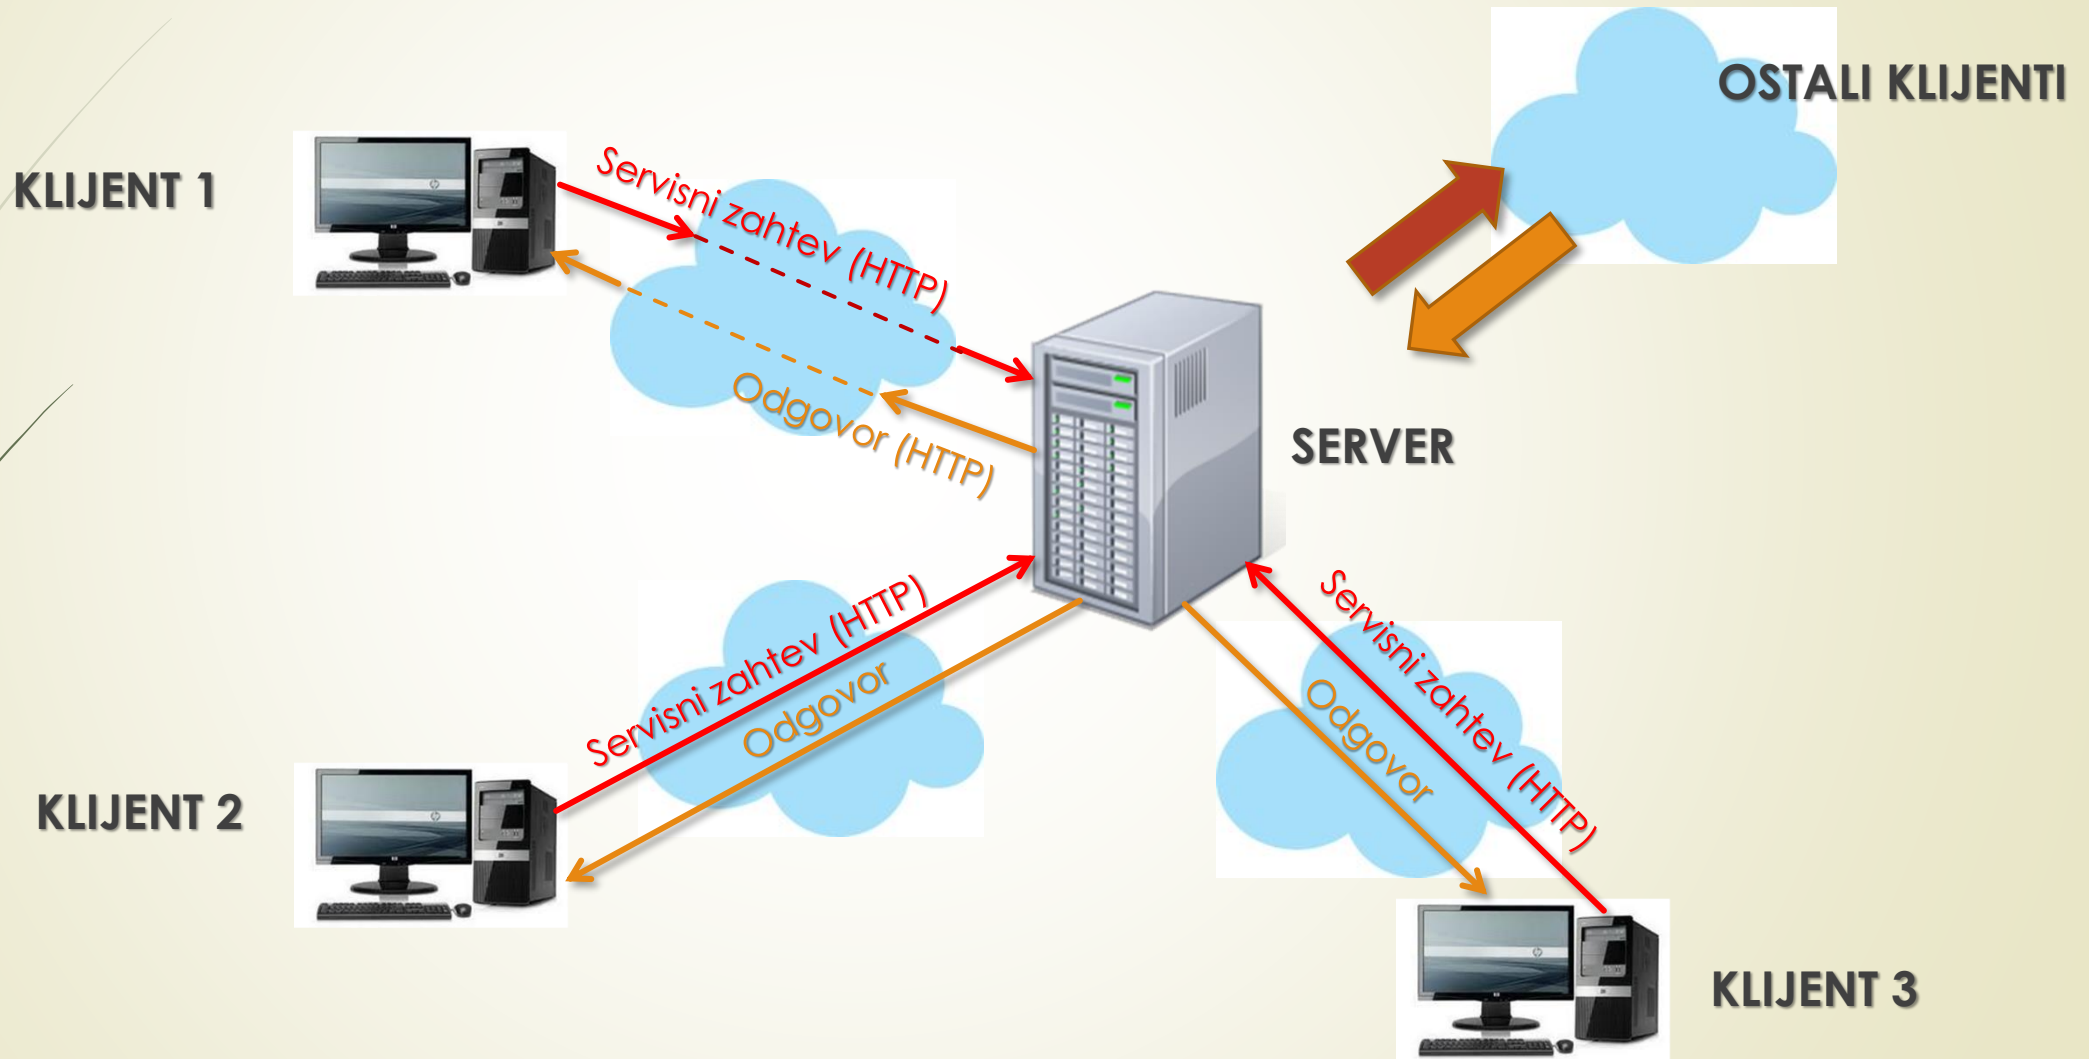 OSTALI KLIJENTI
KLIJENT 1
Servisni zahtev (HTTP)
Odgovor (HTTP)
SERVER
Servisni zahtev (HTTP)
Odgovor
Servisni zahtev (HTTP)
Odgovor
KLIJENT 2
KLIJENT 3